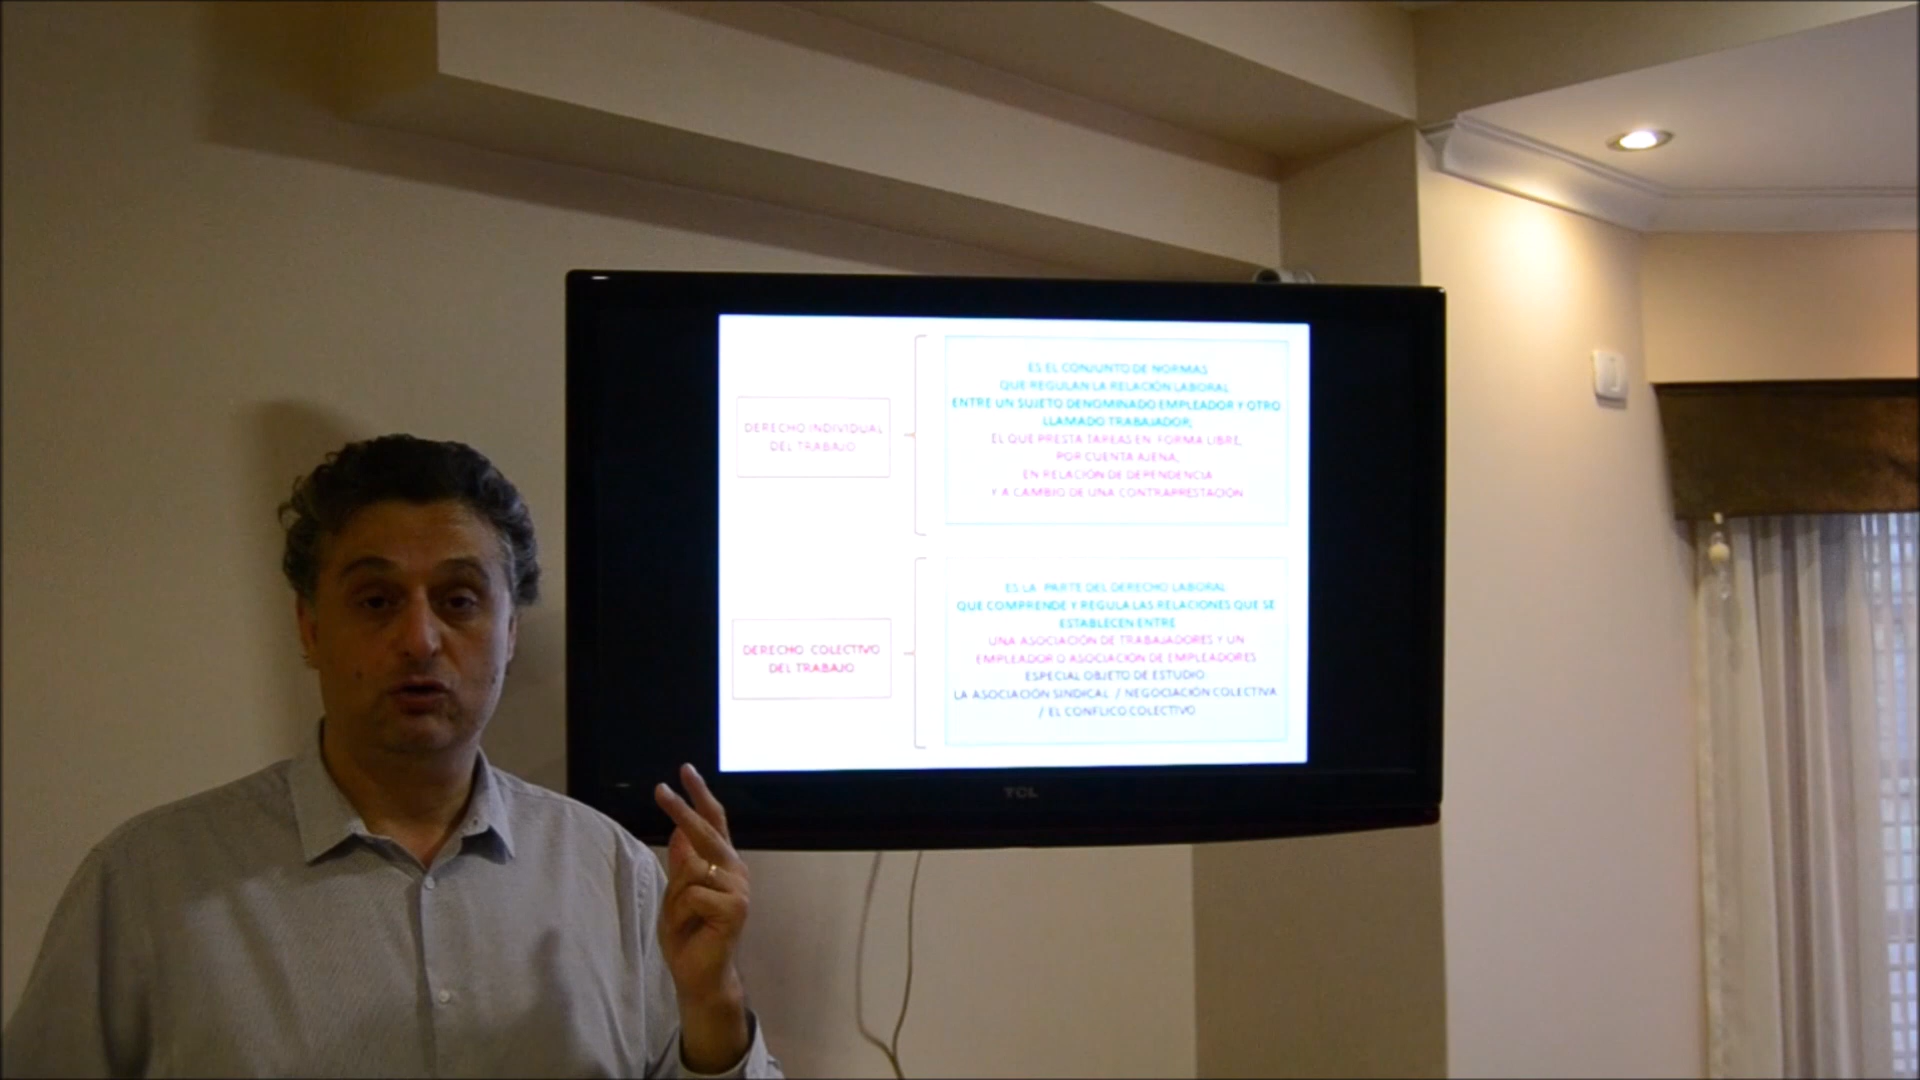 DERECHO INDIVIDUAL
DEL TRABAJO
ES EL CONJUNTO DE NORMAS
QUE REGULAN LA RELACIÓN LABORAL
ENTRE UN SUJETO DENOMINADO EMPLEADOR Y OTRO
LLAMADO TRABAJADOR,
EL QUE PRESTA TAREAS EN FORMA LIBRE,
POR CUENTA AJENA,
EN RELACIÓN DE DEPENDENCIA
Y A CAMBIO DE UNA CONTRAPRESTACIÓN
DERECHO COLECTIVO
DEL TRABAJO
ES LA PARTE DEL DERECHO LABORAL
QUE COMPRENDE Y REGULA LAS RELACIONES QUE SE
ESTABLECEN ENTRE
UNA ASOCIACIÓN DE TRABAJADORES Y UN
EMPLEADOR O ASOCIACIÓN DE EMPLEADORES
ESPECIAL OBJETO DE ESTUDIO
LA ASOCIACIÓN SINDICAL / NEGOCIACIÓN COLECTIVA
/ EL CONFLICO COLECTIVO
TCL